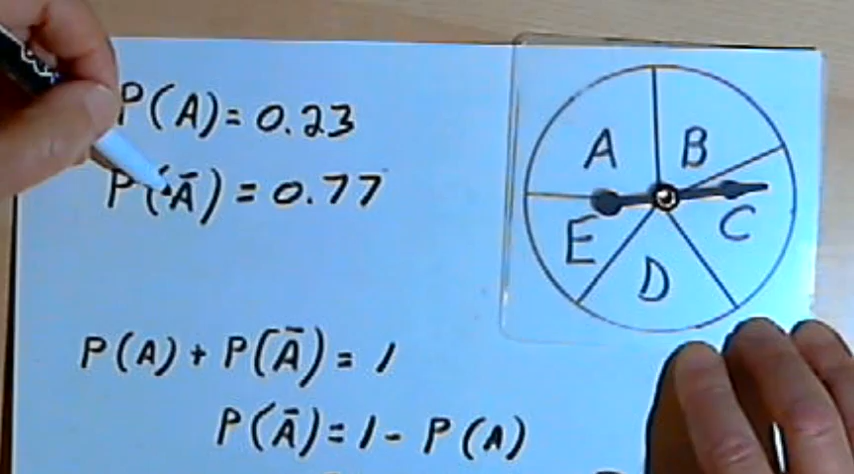 P(A) = 0.23
P(Ā) = 0.77
P(A) + P(Ā) = 1
P(Ā) = 1 - P(A)
A B
E C
D